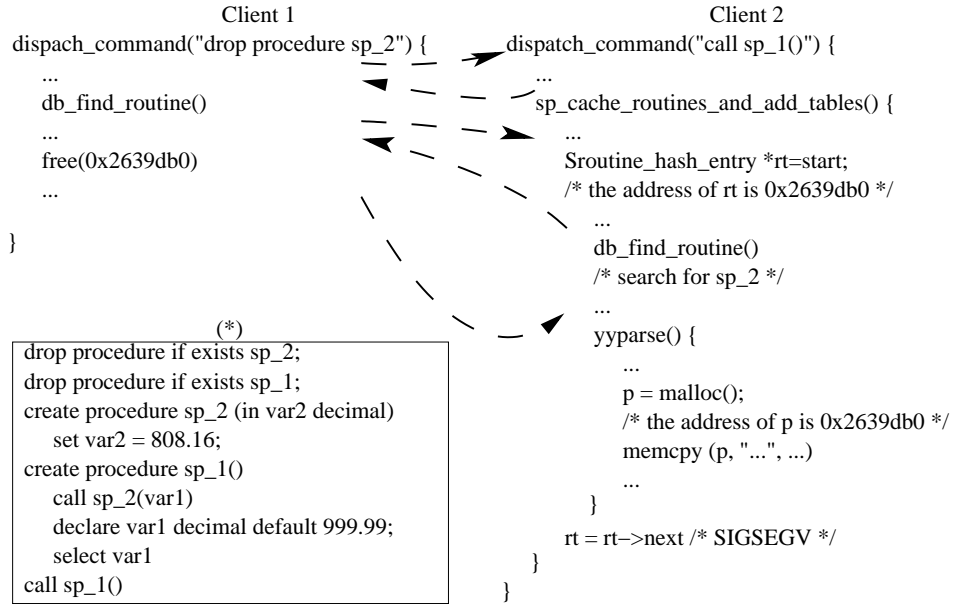 Client 1
dispach_command("drop procedure sp_2") {
...
db_find_routine()
...
free(0x2639db0)
...
}
(*)
drop procedure if exists sp_2;
drop procedure if exists sp_1;
create procedure sp_2 (in var2 decimal)
set var2 = 808.16;
create procedure sp_1()
call sp_2(var1)
declare var1 decimal default 999.99;
select var1
call sp_1()
Client 2
dispatch_command("call sp_1()") {
...
sp_cache_routines_and_add_tables() {
...
Sroutine_hash_entry *rt=start;
/* the address of rt is 0x2639db0 */
...
db_find_routine()
/* search for sp_2 */
...
yyparse() {
...
p = malloc();
/* the address of p is 0x2639db0 */
memcpy (p, "...", ...)
...
}
rt = rt−>next /* SIGSEGV */
}
}